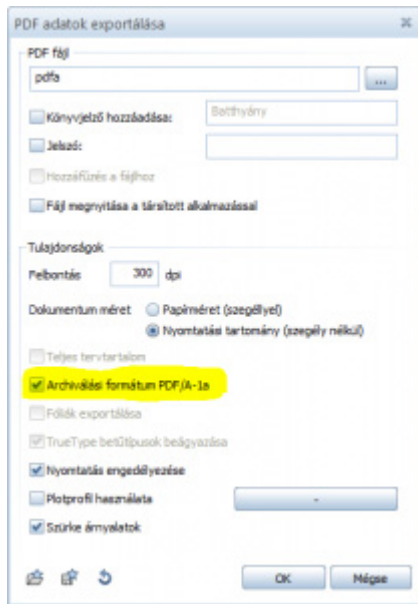 PDF adatok exportálása
PDF fájl
pdfa
...
Könyvjelző hozzáadása:
Batthyány
Jelszó:
Hozzáfűzés a fájlhoz
Fájl megnyitása a társított alkalmazással
Tulajdonságok
Felbontás 300 dpi
Dokumentum méret Papírméret (szegéllyel)
Nyomtatási tartomány (szegély nélkül)
Teljes tervtartalom
Archiválási formátum PDF/A-1a
Fóliák exportálása
TrueType betűtípusok beágyazása
Nyomtatás engedélyezése
Plotprofil használata -
Szürke árnyalatok
OK Mégse